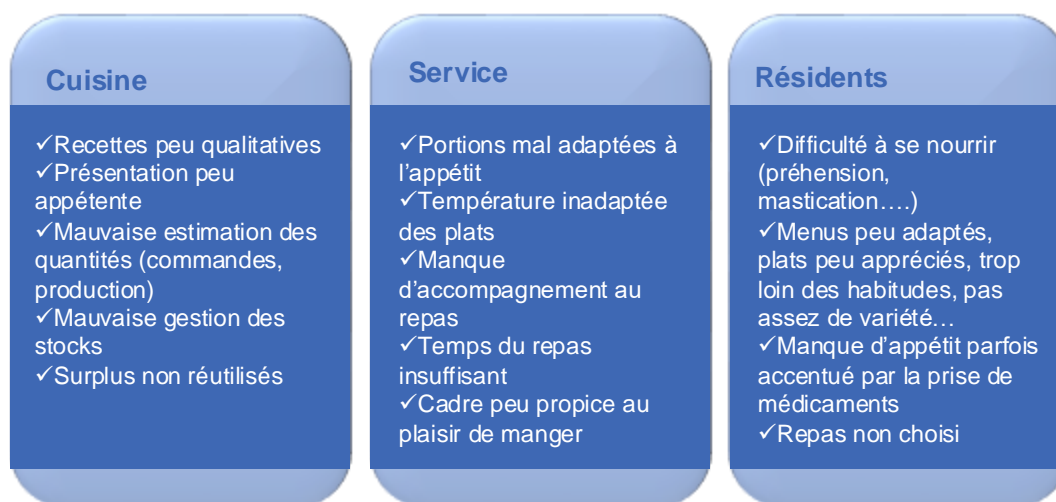 Cuisine
✓Recettes peu qualitatives
✓Présentation peu
appétente
✓Mauvaise estimation des
quantités (commandes,
production)
✓Mauvaise gestion des
stocks
✓Surplus non réutilisés
Service
✓Portions mal adaptées à
l’appétit
✓Température inadaptée
des plats
✓Manque
d’accompagnement au
repas
✓Temps du repas
insuffisant
✓Cadre peu propice au
plaisir de manger
Résidents
✓Difficulté à se nourrir
(préhension,
mastication….)
✓Menus peu adaptés,
plats peu appréciés, trop
loin des habitudes, pas
assez de variété…
✓Manque d’appétit parfois
accentué par la prise de
médicaments
✓Repas non choisi